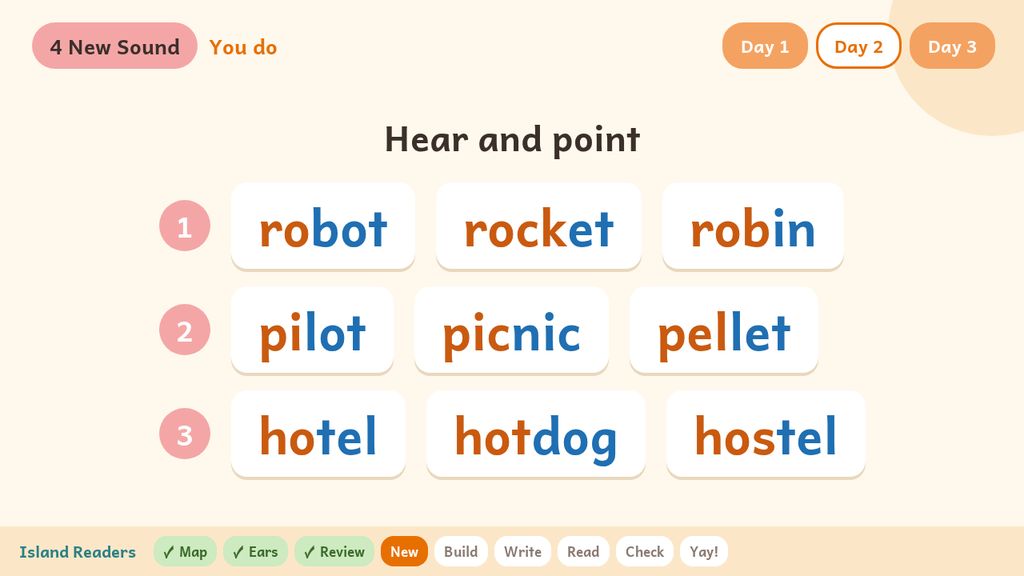 4 New Sound You do Day 1 Day 2 Day 3
Hear and point
1 robot rocket robin
2 pilot picnic pellet
3 hotel hotdog hostel
Island Readers ✓ Map ✓ Ears ✓ Review New Build Write Read Check Yay!